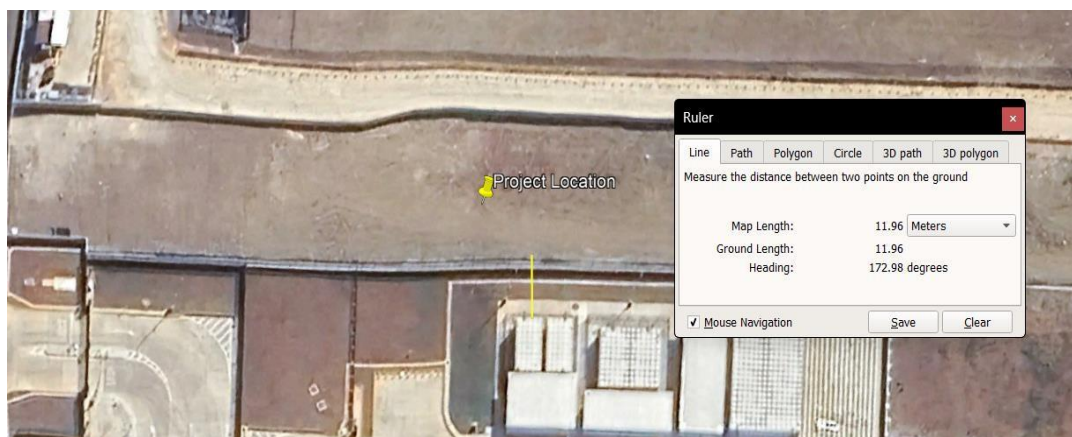 Project Location
Ruler
Line Path Polygon Circle 3D path 3D polygon
Measure the distance between two points on the ground
Map Length: 11.96 Meters
Ground Length: 11.96
Heading: 172.98 degrees
Mouse Navigation Save Clear